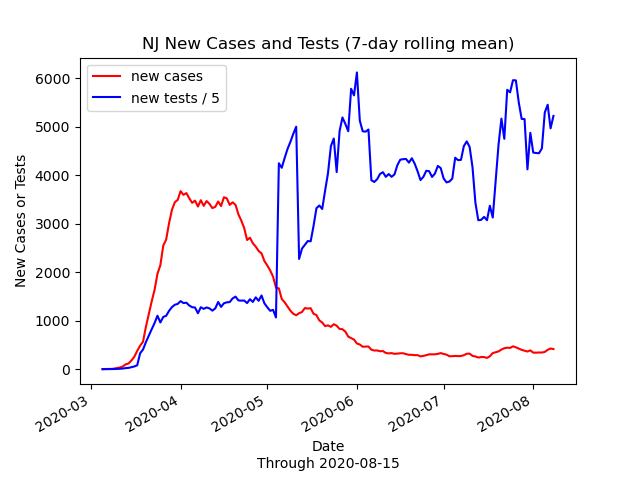 NJ New Cases and Tests (7-day rolling mean)
new cases
new tests / 5
New Cases or Tests
6000
5000
4000
3000
2000
1000
0
2020-03
2020-04
2020-05
2020-06
2020-07
2020-08
Date
Through 2020-08-15